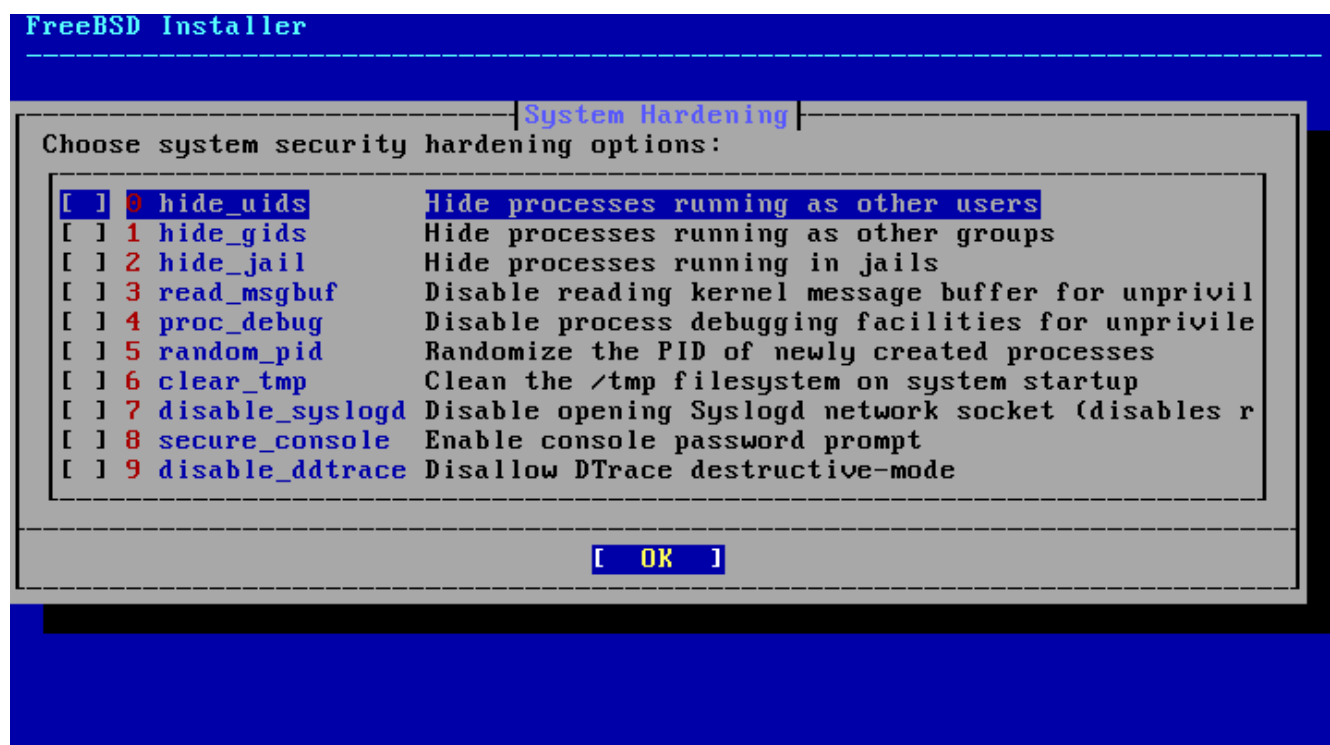 FreeBSD Installer
System Hardening
Choose system security hardening options:
[ ] 0 hide_uids Hide processes running as other users
[ ] 1 hide_gids Hide processes running as other groups
[ ] 2 hide_jail Hide processes running in jails
[ ] 3 read_msgbuf Disable reading kernel message buffer for unprivil
[ ] 4 proc_debug Disable process debugging facilities for unprivile
[ ] 5 random_pid Randomize the PID of newly created processes
[ ] 6 clear_tmp Clean the /tmp filesystem on system startup
[ ] 7 disable_syslogd Disable opening Syslogd network socket (disables r
[ ] 8 secure_console Enable console password prompt
[ ] 9 disable_ddtrace Disallow DTrace destructive-mode
[ OK ]